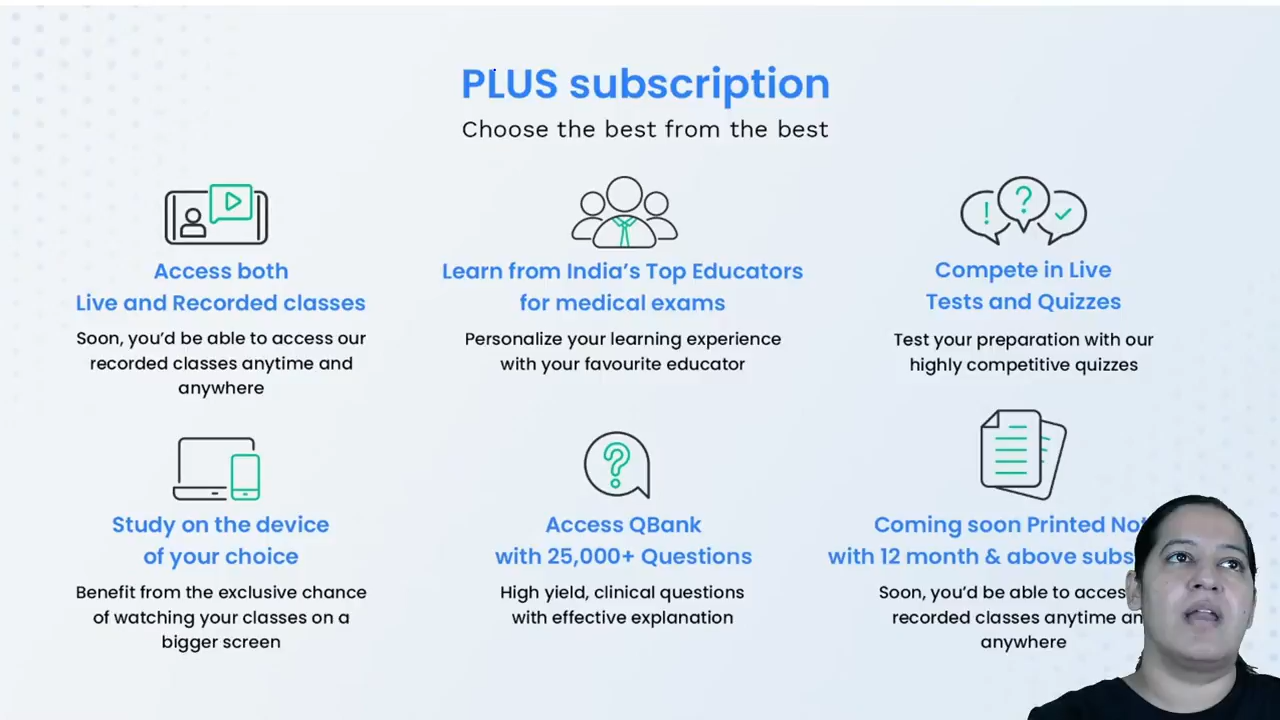 PLUS subscription
Choose the best from the best
Access both
Live and Recorded classes
Soon, you'd be able to access our
recorded classes anytime and
anywhere
Learn from India's Top Educators
for medical exams
Personalize your learning experience
with your favourite educator
Compete in Live
Tests and Quizzes
Test your preparation with our
highly competitive quizzes
Study on the device
of your choice
Benefit from the exclusive chance
of watching your classes on a
bigger screen
Access QBank
with 25,000+ Questions
High yield, clinical questions
with effective explanation
Coming soon Printed
with 12 month & above
Soon, you'd be able to
recorded classes anytime
anywhere